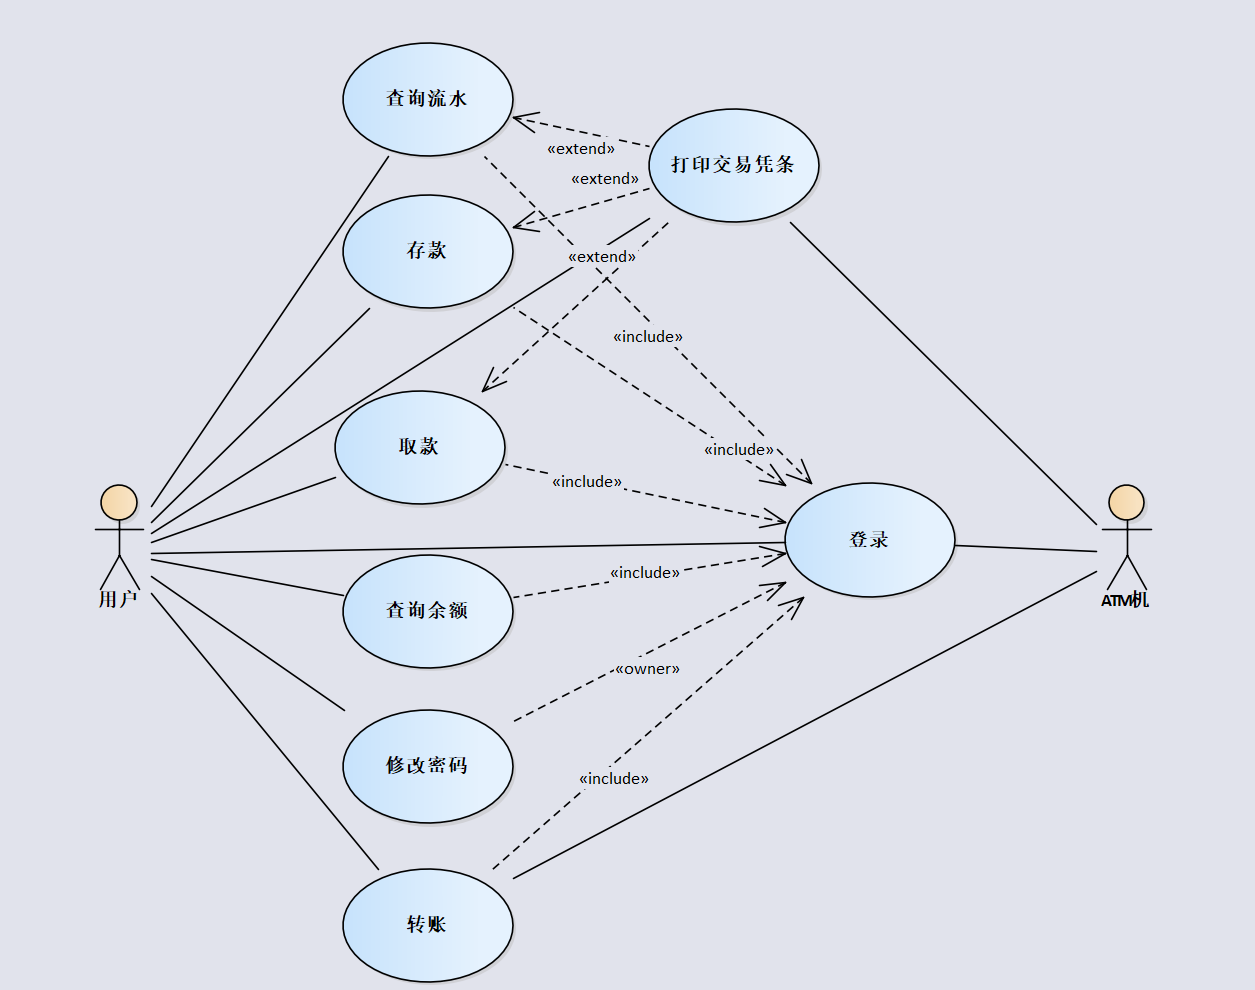 查询流水
«extend»
打印交易凭条
«extend»
存款
«extend»
«include»
取款
«include»
«include»
登录
用户
«include»
查询余额
ATM机
«owner»
修改密码
«include»
转账